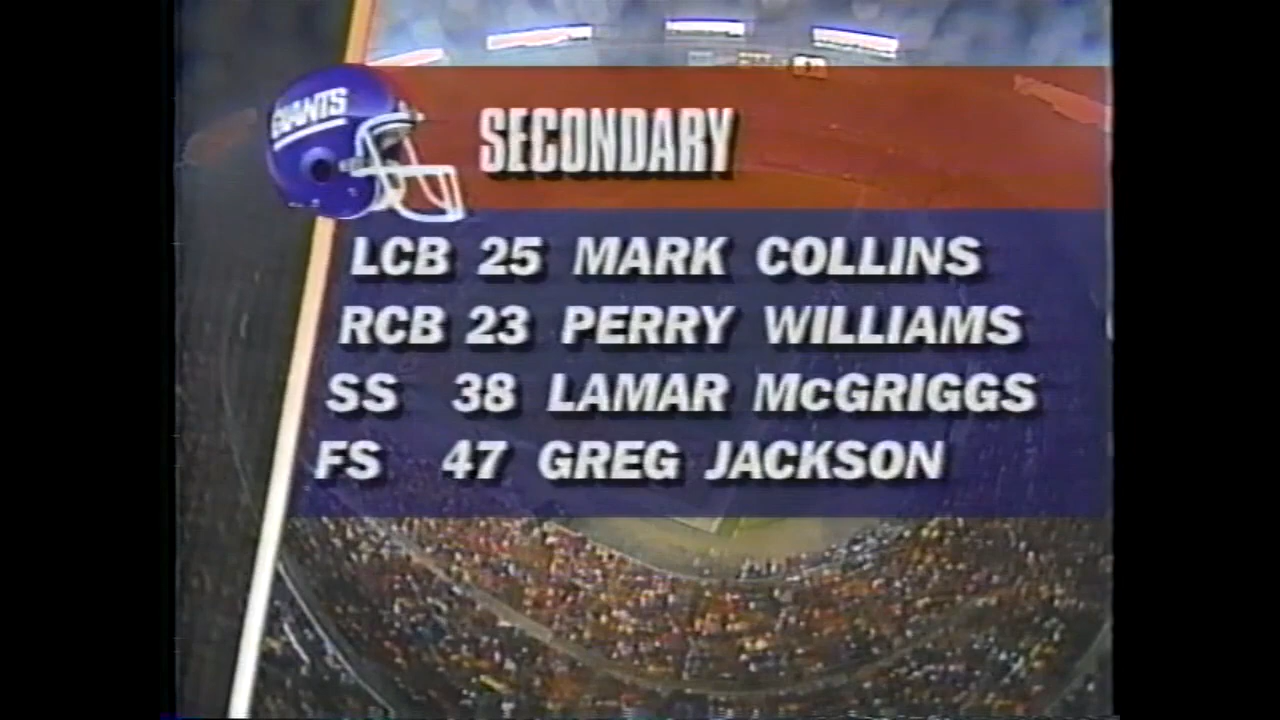 GIANTS
SECONDARY
LCB 25 MARK COLLINS
RCB 23 PERRY WILLIAMS
SS 38 LAMAR McGRIGGS
FS 47 GREG JACKSON